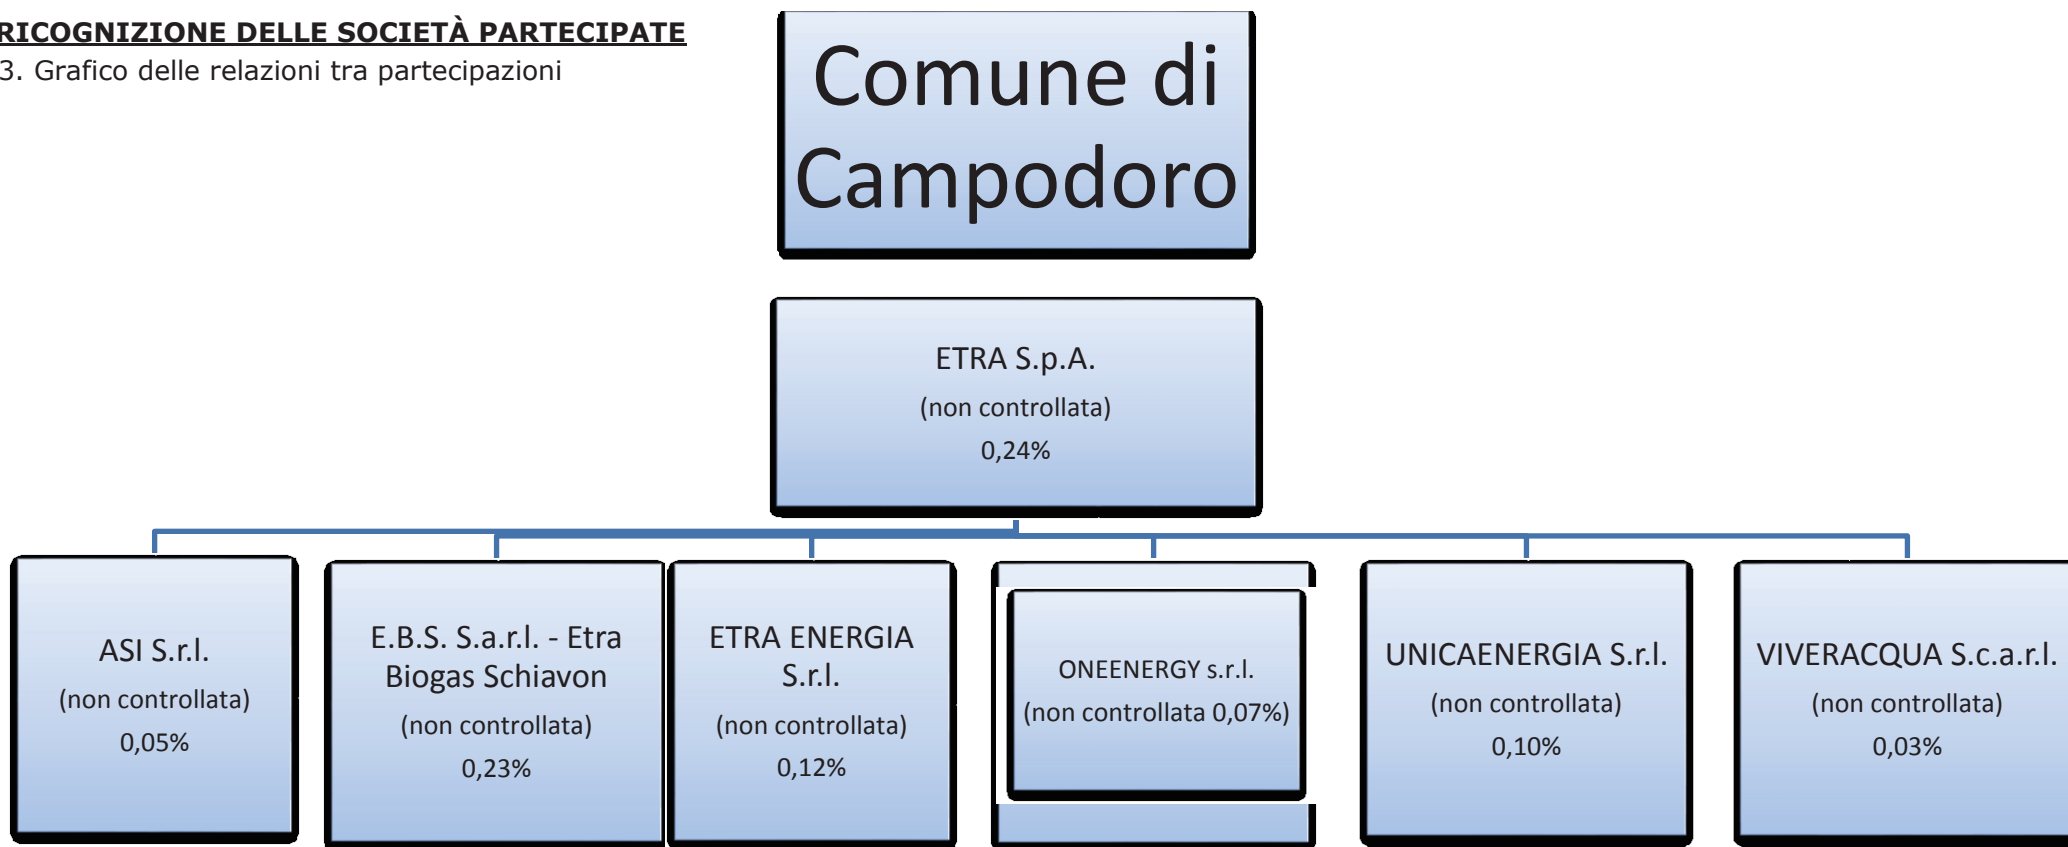 RICOGNIZIONE DELLE SOCIETÀ PARTECIPATE
3. Grafico delle relazioni tra partecipazioni
Comune di
Campodoro
ETRA S.p.A.
(non controllata)
0,24%
ASI S.r.l.
(non controllata)
0,05%
E.B.S. S.a.r.l. - Etra
Biogas Schiavon
(non controllata)
0,23%
ETRA ENERGIA
S.r.l.
(non controllata)
0,12%
ONEENERGY s.r.l.
(non controllata 0,07%)
UNICAENERGIA S.r.l.
(non controllata)
0,10%
VIVERACQUA S.c.a.r.l.
(non controllata)
0,03%